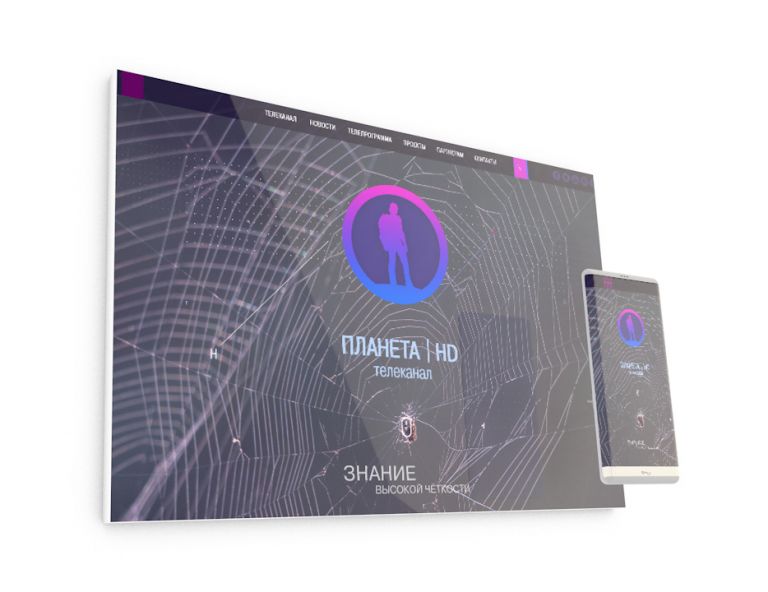 ТЕЛЕКАНАЛ НОВОСТИ ТЕЛЕПРОГРАММА ПРОЕКТЫ ПАРТНЕРАМ КОНТАКТЫ
Н
ПЛАНЕТА | HD
телеканал
ЗНАНИЕ
ВЫСОКОЙ ЧЕТКОСТИ